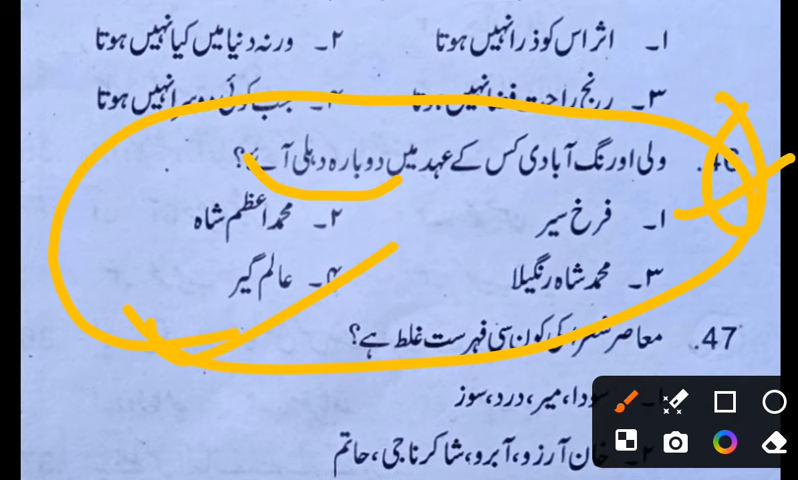 ۱۔ اثر اس کو ذرا نہیں ہوتا ۲۔ ورنہ دنیا میں کیا نہیں ہوتا
۳۔ رنج راحت فزا نہیں ہوتا ۴۔ جب کوئی دوسرا نہیں ہوتا
46. ولی اورنگ آبادی کس کے عہد میں دوبارہ دہلی آئے؟
۱۔ فرخ سیر ۲۔ محمد اعظم شاہ
۳۔ محمد شاہ رنگیلا ۴۔ عالم گیر
47. معاصر شعرا کی کون سی فہرست غلط ہے؟
۱۔ سودا، میر، درد، سوز
۲۔ خان آرزو، آبرو، شاکر ناجی، حاتم